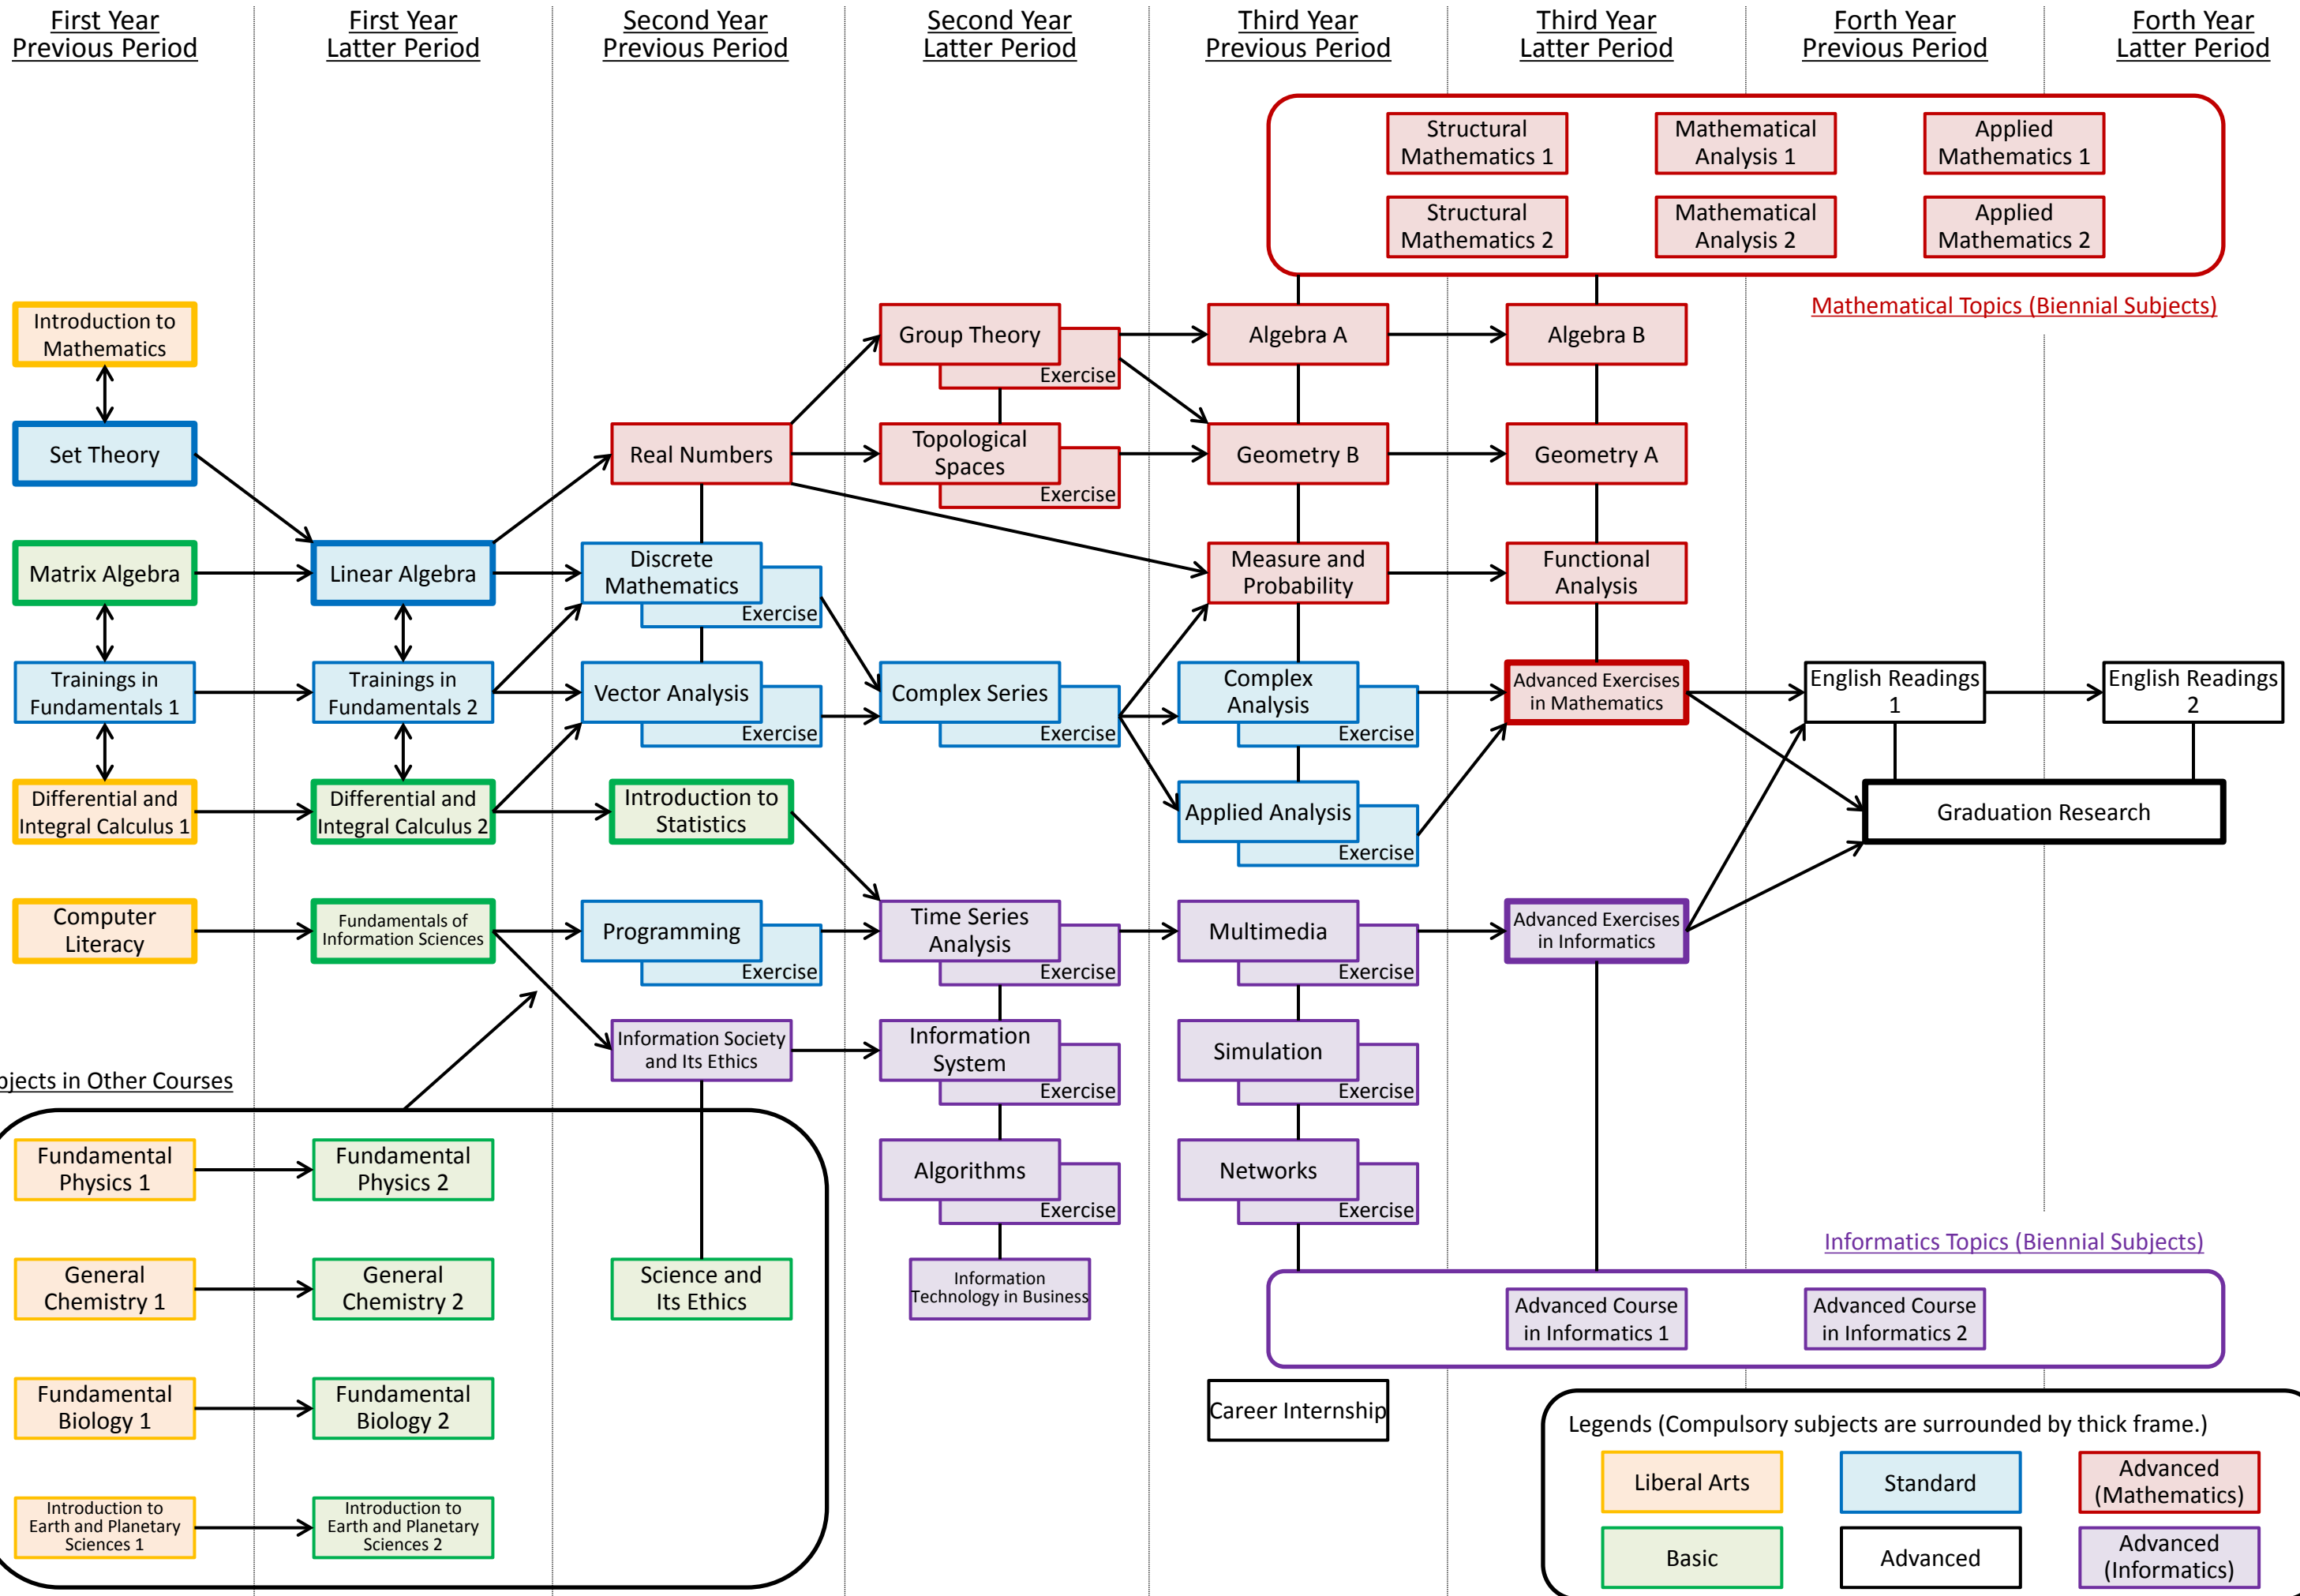 First Year
Previous Period
First Year
Latter Period
Second Year
Previous Period
Second Year
Latter Period
Third Year
Previous Period
Third Year
Latter Period
Forth Year
Previous Period
Forth Year
Latter Period
Structural
Mathematics 1
Mathematical
Analysis 1
Applied
Mathematics 1
Structural
Mathematics 2
Mathematical
Analysis 2
Applied
Mathematics 2
Mathematical Topics (Biennial Subjects)
Introduction to
Mathematics
Group Theory
Exercise
Algebra A
Algebra B
Set Theory
Real Numbers
Topological
Spaces
Exercise
Geometry B
Geometry A
Matrix Algebra
Linear Algebra
Discrete
Mathematics
Exercise
Measure and
Probability
Functional
Analysis
Trainings in
Fundamentals 1
Trainings in
Fundamentals 2
Vector Analysis
Exercise
Complex Series
Exercise
Complex
Analysis
Exercise
Advanced Exercises
in Mathematics
English Readings
1
English Readings
2
Differential and
Integral Calculus 1
Differential and
Integral Calculus 2
Introduction to
Statistics
Applied Analysis
Exercise
Graduation Research
Computer
Literacy
Fundamentals of
Information Sciences
Programming
Exercise
Time Series
Analysis
Exercise
Multimedia
Exercise
Advanced Exercises
in Informatics
Information Society
and Its Ethics
Information
System
Exercise
Simulation
Exercise
bjects in Other Courses
Fundamental
Physics 1
Fundamental
Physics 2
Algorithms
Exercise
Networks
Exercise
Informatics Topics (Biennial Subjects)
General
Chemistry 1
General
Chemistry 2
Science and
Its Ethics
Information
Technology in Business
Advanced Course
in Informatics 1
Advanced Course
in Informatics 2
Fundamental
Biology 1
Fundamental
Biology 2
Career Internship
Legends (Compulsory subjects are surrounded by thick frame.)
Liberal Arts
Standard
Advanced
(Mathematics)
Basic
Advanced
Advanced
(Informatics)
Introduction to
Earth and Planetary
Sciences 1
Introduction to
Earth and Planetary
Sciences 2